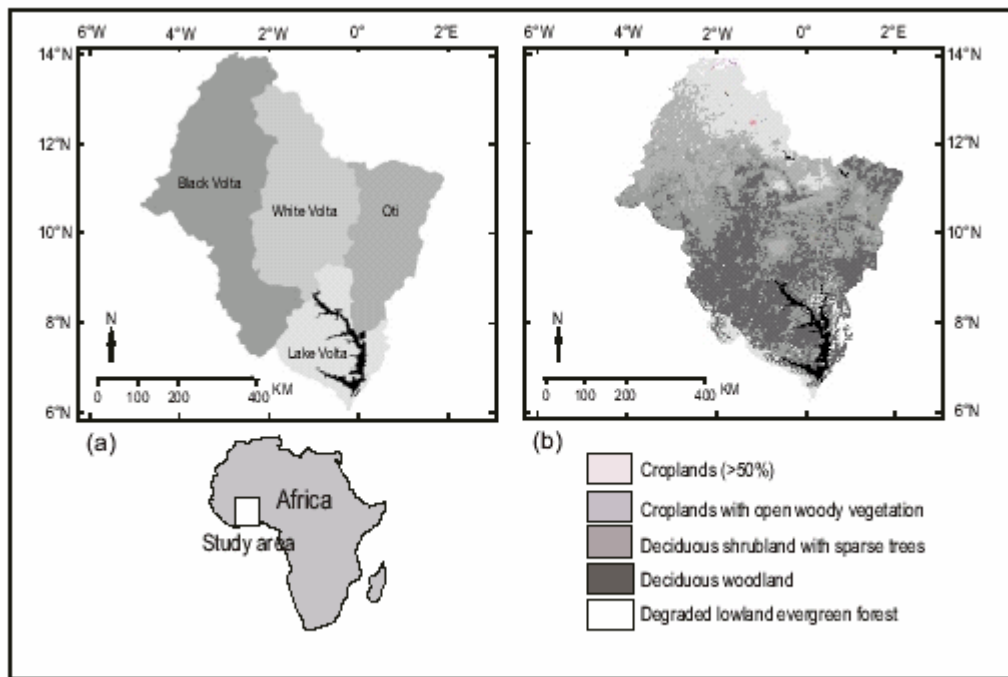 6°W 4°W 2°W 0° 2°E
14°N
12°N
10°N
8°N
6°N
Black Volta
White Volta
Oti
Lake Volta
N
0 100 200 400 KM
(a)
6°W 4°W 2°W 0° 2°E
14°N
12°N
10°N
8°N
6°N
N
0 100 200 400 KM
(b)
Africa
Study area
Croplands (>50%)
Croplands with open woody vegetation
Deciduous shrubland with sparse trees
Deciduous woodland
Degraded lowland evergreen forest